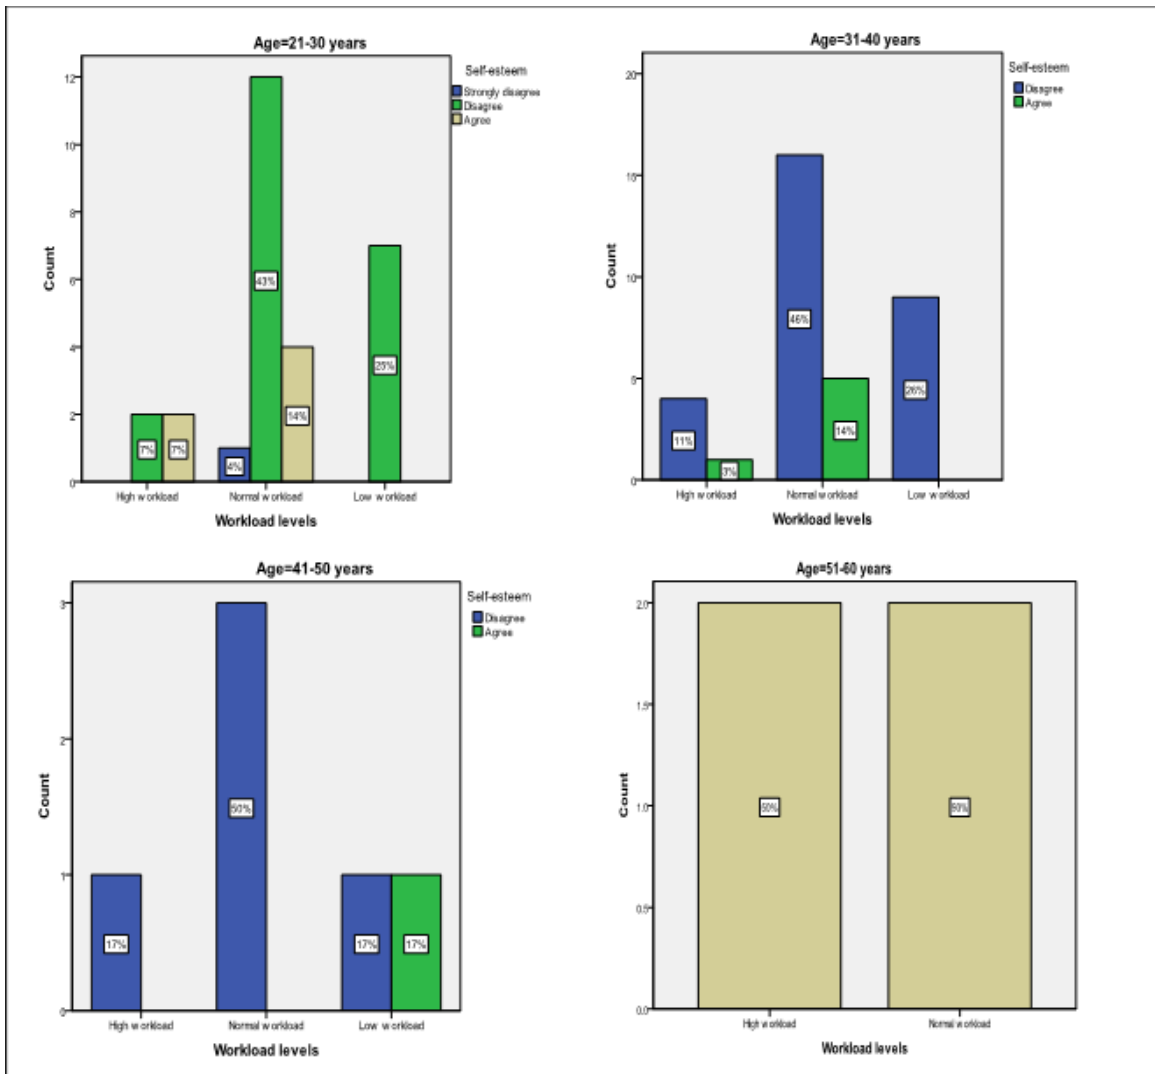 Age=21-30 years
Self-esteem
Strongly disagree
Disagree
Agree
12
10
8
6
4
2
0
Count
43%
25%
14%
7%
7%
4%
High workload
Normal workload
Low workload
Workload levels
Age=31-40 years
Self-esteem
Disagree
Agree
20
15
10
5
0
Count
46%
26%
14%
11%
3%
High workload
Normal workload
Low workload
Workload levels
Age=41-50 years
Self-esteem
Disagree
Agree
3
2
1
0
Count
50%
17%
17%
17%
High workload
Normal workload
Low workload
Workload levels
Age=51-60 years
2.0
1.5
1.0
0.5
0.0
Count
50%
50%
High workload
Normal workload
Workload levels